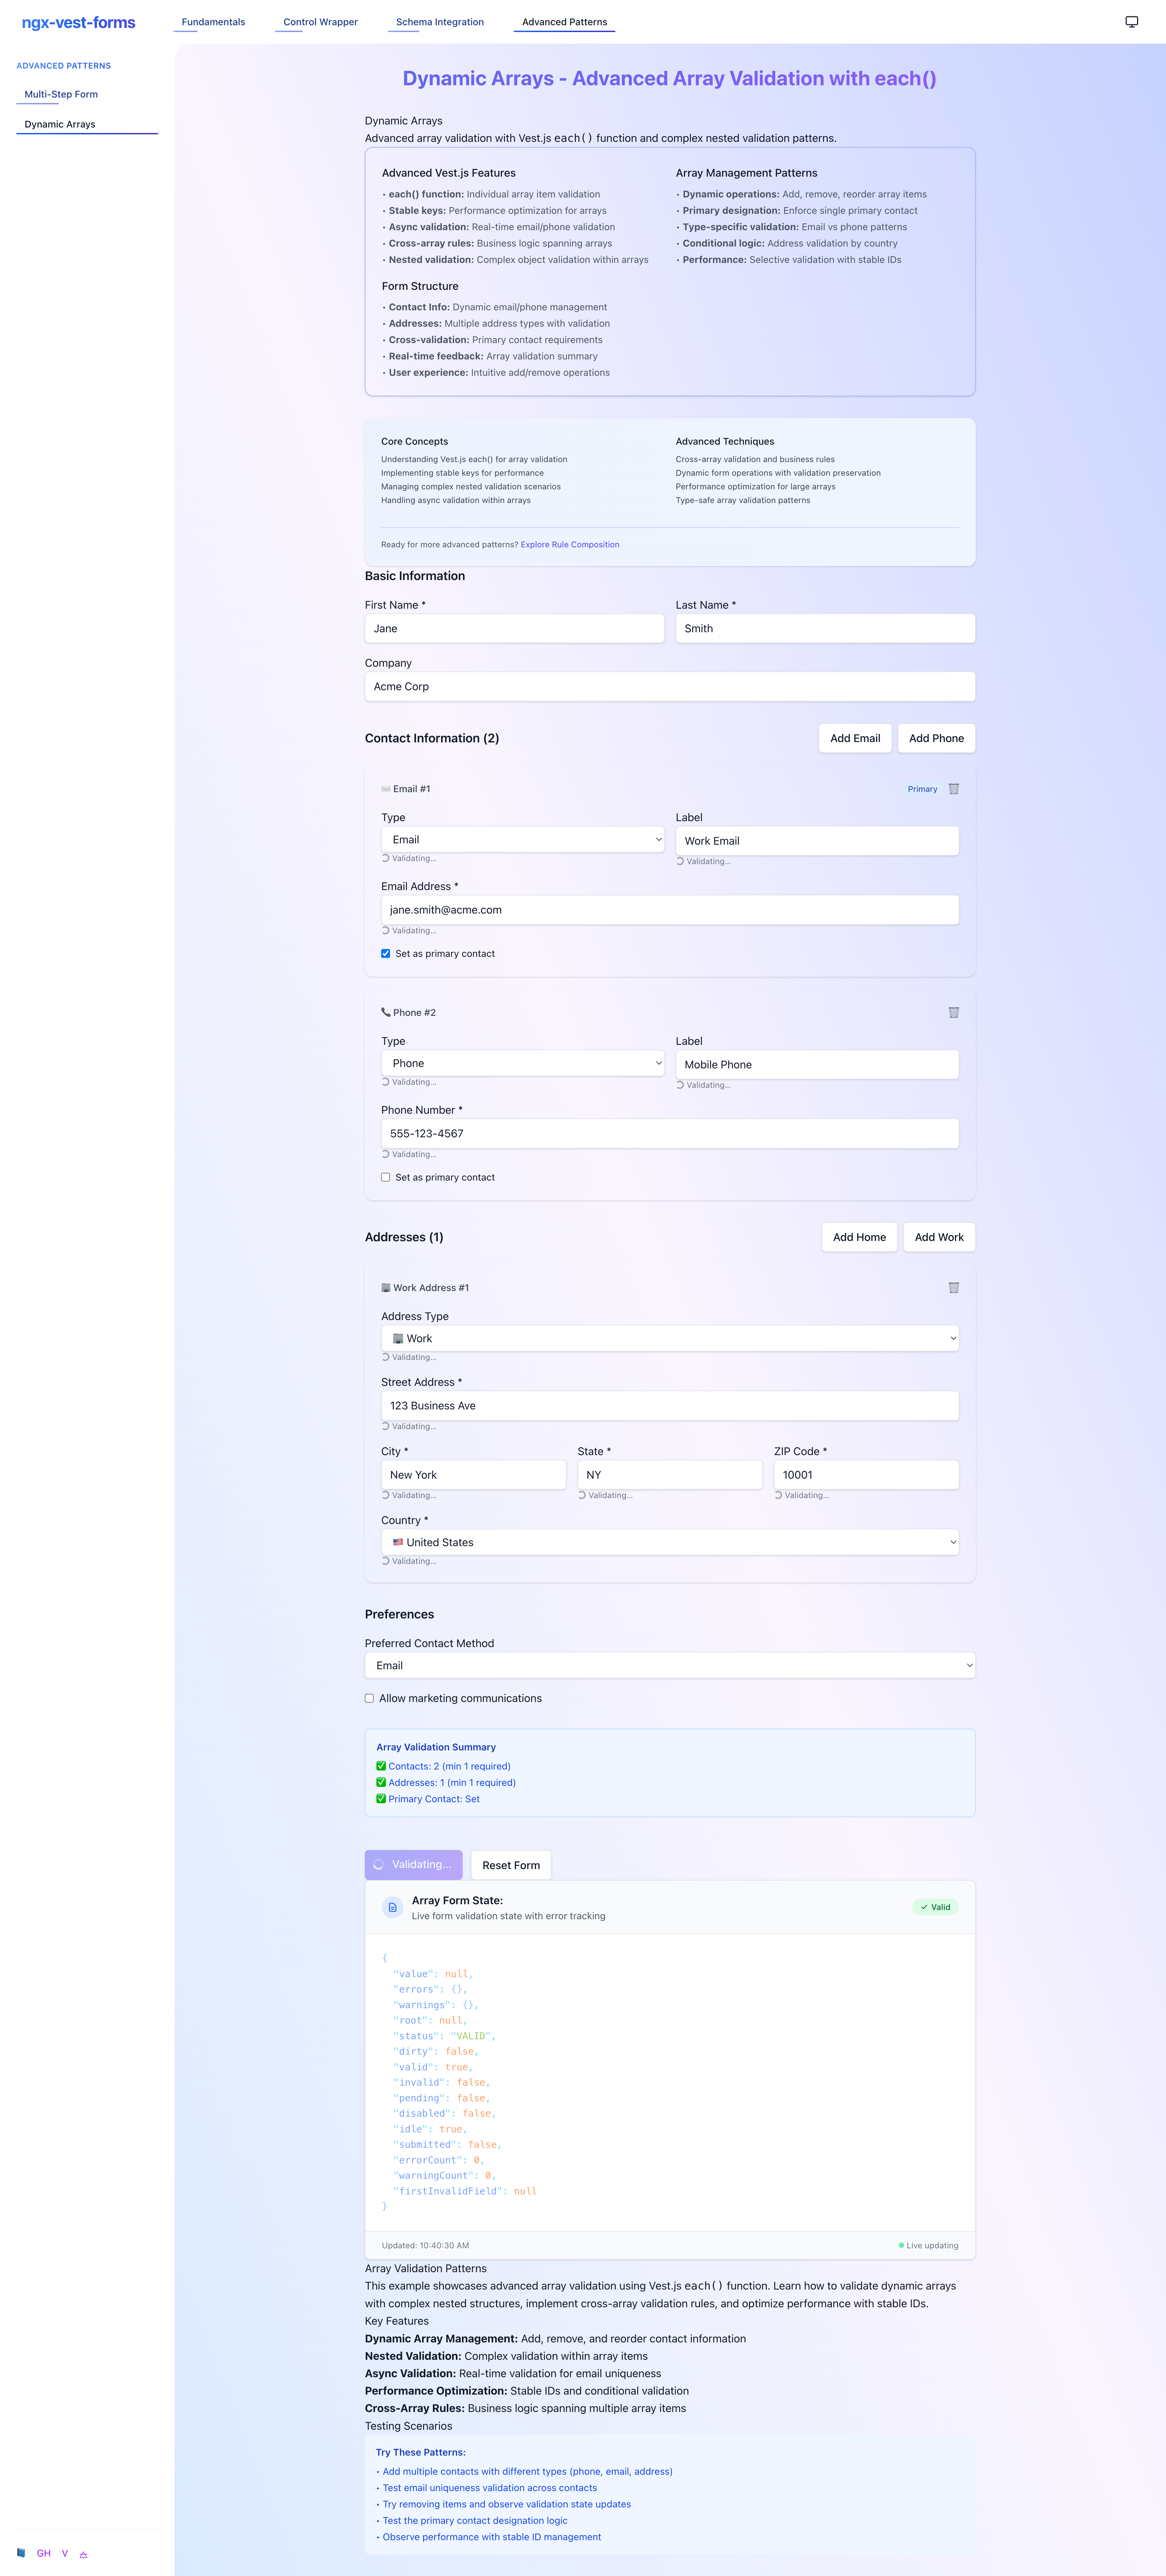 ngx-vest-forms
Fundamentals
Control Wrapper
Schema Integration
Advanced Patterns
ADVANCED PATTERNS
Multi-Step Form
Dynamic Arrays
Dynamic Arrays - Advanced Array Validation with each()
Dynamic Arrays
Advanced array validation with Vest.js each() function and complex nested validation patterns.
Advanced Vest.js Features
• each() function: Individual array item validation
• Stable keys: Performance optimization for arrays
• Async validation: Real-time email/phone validation
• Cross-array rules: Business logic spanning arrays
• Nested validation: Complex object validation within arrays
Array Management Patterns
• Dynamic operations: Add, remove, reorder array items
• Primary designation: Enforce single primary contact
• Type-specific validation: Email vs phone patterns
• Conditional logic: Address validation by country
• Performance: Selective validation with stable IDs
Form Structure
• Contact Info: Dynamic email/phone management
• Addresses: Multiple address types with validation
• Cross-validation: Primary contact requirements
• Real-time feedback: Array validation summary
• User experience: Intuitive add/remove operations
Core Concepts
Understanding Vest.js each() for array validation
Implementing stable keys for performance
Managing complex nested validation scenarios
Handling async validation within arrays
Advanced Techniques
Cross-array validation and business rules
Dynamic form operations with validation preservation
Performance optimization for large arrays
Type-safe array validation patterns
Ready for more advanced patterns? Explore Rule Composition
Basic Information
First Name *
Last Name *
Jane
Smith
Company
Acme Corp
Contact Information (2)
Add Email
Add Phone
Email #1
Primary
Type
Label
Email
Work Email
Validating...
Validating...
Email Address *
jane.smith@acme.com
Validating...
Set as primary contact
Phone #2
Type
Label
Phone
Mobile Phone
Validating...
Validating...
Phone Number *
555-123-4567
Validating...
Set as primary contact
Addresses (1)
Add Home
Add Work
Work Address #1
Address Type
Work
Validating...
Street Address *
123 Business Ave
Validating...
City *
State *
ZIP Code *
New York
NY
10001
Validating...
Validating...
Validating...
Country *
United States
Validating...
Preferences
Preferred Contact Method
Email
Allow marketing communications
Array Validation Summary
✅ Contacts: 2 (min 1 required)
✅ Addresses: 1 (min 1 required)
✅ Primary Contact: Set
Validating...
Reset Form
Array Form State:
Live form validation state with error tracking
✓ Valid
{
"value": null,
"errors": {},
"warnings": {},
"root": null,
"status": "VALID",
"dirty": false,
"valid": true,
"invalid": false,
"pending": false,
"disabled": false,
"idle": true,
"submitted": false,
"errorCount": 0,
"warningCount": 0,
"firstInvalidField": null
}
Updated: 10:40:30 AM
Live updating
Array Validation Patterns
This example showcases advanced array validation using Vest.js each() function. Learn how to validate dynamic arrays
with complex nested structures, implement cross-array validation rules, and optimize performance with stable IDs.
Key Features
Dynamic Array Management: Add, remove, and reorder contact information
Nested Validation: Complex validation within array items
Async Validation: Real-time validation for email uniqueness
Performance Optimization: Stable IDs and conditional validation
Cross-Array Rules: Business logic spanning multiple array items
Testing Scenarios
Try These Patterns:
• Add multiple contacts with different types (phone, email, address)
• Test email uniqueness validation across contacts
• Try removing items and observe validation state updates
• Test the primary contact designation logic
• Observe performance with stable ID management
GH
V